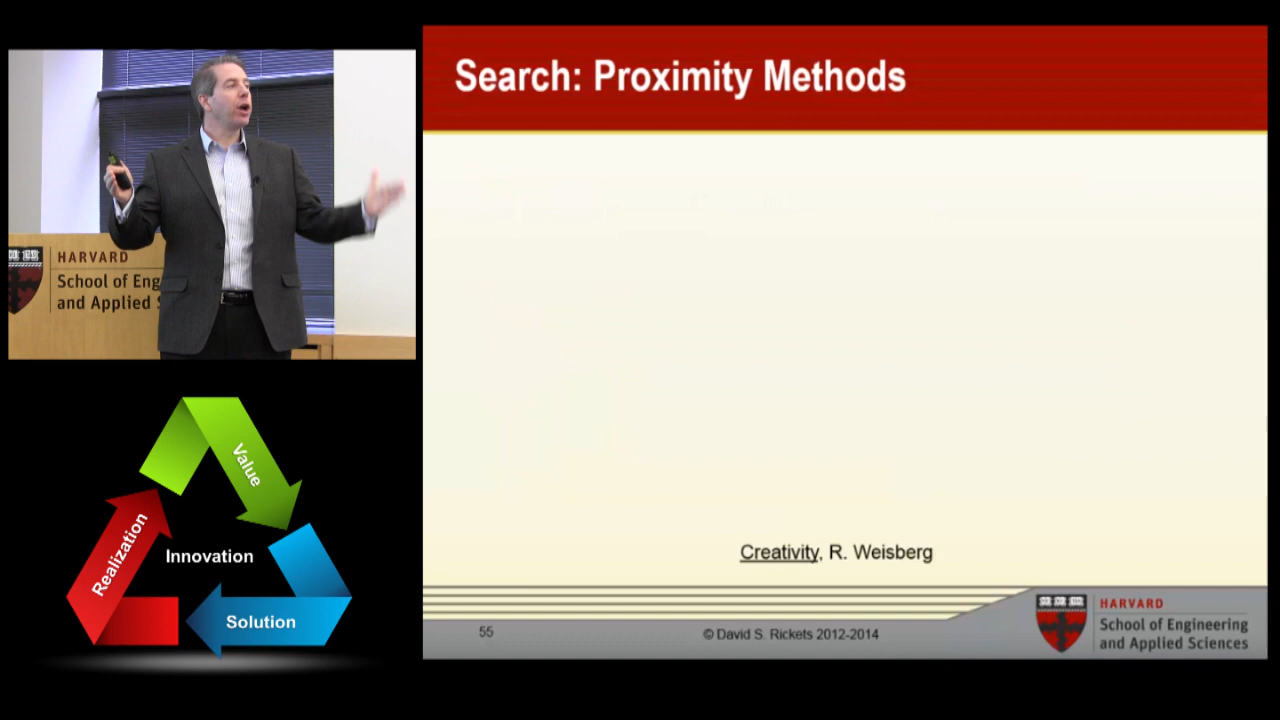 HARVARD
School of Eng
and Applied S
Search: Proximity Methods
Creativity, R. Weisberg
55
© David S. Rickets 2012-2014
HARVARD
School of Engineering
and Applied Sciences
Value
Realization
Innovation
Solution